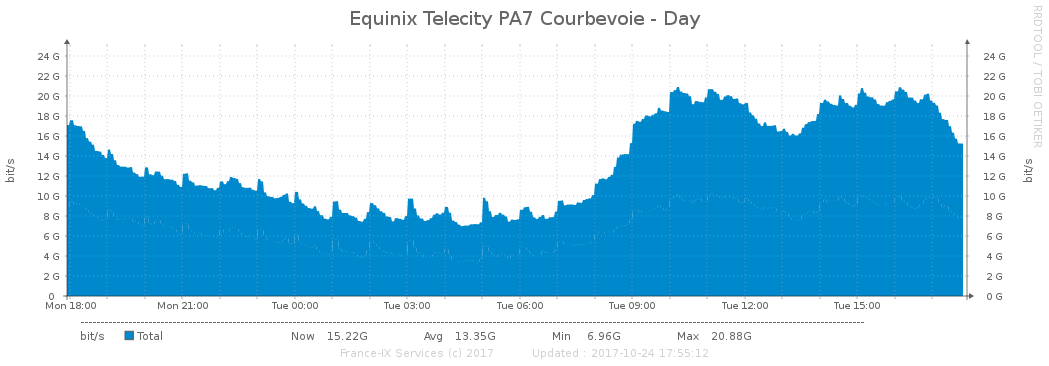 Equinix Telecity PA7 Courbevoie - Day
RRDTOOL / TOBI OETIKER
bit/s
bit/s
24 G 24 G
22 G 22 G
20 G 20 G
18 G 18 G
16 G 16 G
14 G 14 G
12 G 12 G
10 G 10 G
8 G 8 G
6 G 6 G
4 G 4 G
2 G 2 G
0 0 G
Mon 18:00 Mon 21:00 Tue 00:00 Tue 03:00 Tue 06:00 Tue 09:00 Tue 12:00 Tue 15:00
bit/s Total Now 15.22G Avg 13.35G Min 6.96G Max 20.88G
France-IX Services (c) 2017 Updated : 2017-10-24 17:55:12